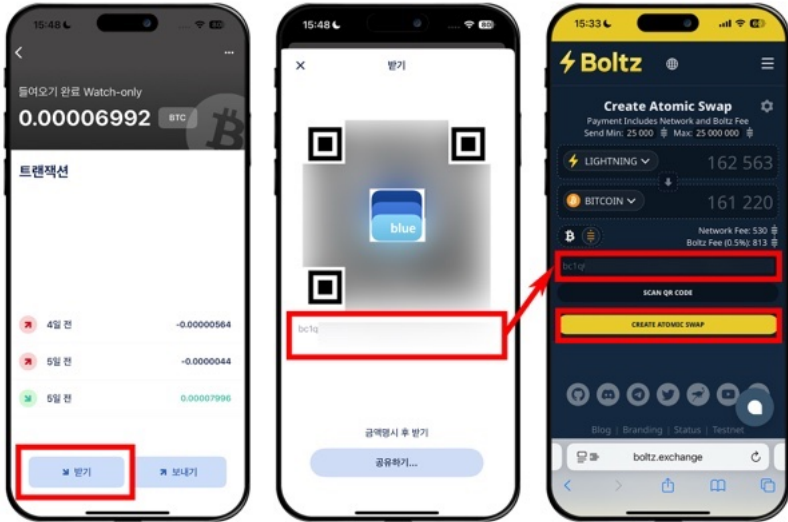 15:48
들여오기 완료 Watch-only
0.00006992 BTC
트랜잭션
4일 전 -0.00000564
5일 전 -0.0000044
5일 전 0.00007996
받기
보내기
15:48
받기
blue
bc1q
금액명시 후 받기
공유하기...
15:33
Boltz
Create Atomic Swap
Payment Includes Network and Boltz Fee
Send Min: 25 000 Max: 25 000 000
LIGHTNING 162 563
BITCOIN 161 220
Network Fee: 530
Boltz Fee (0.5%): 813
bc1q
SCAN QR CODE
CREATE ATOMIC SWAP
Blog | Branding | Status | Testnet
boltz.exchange